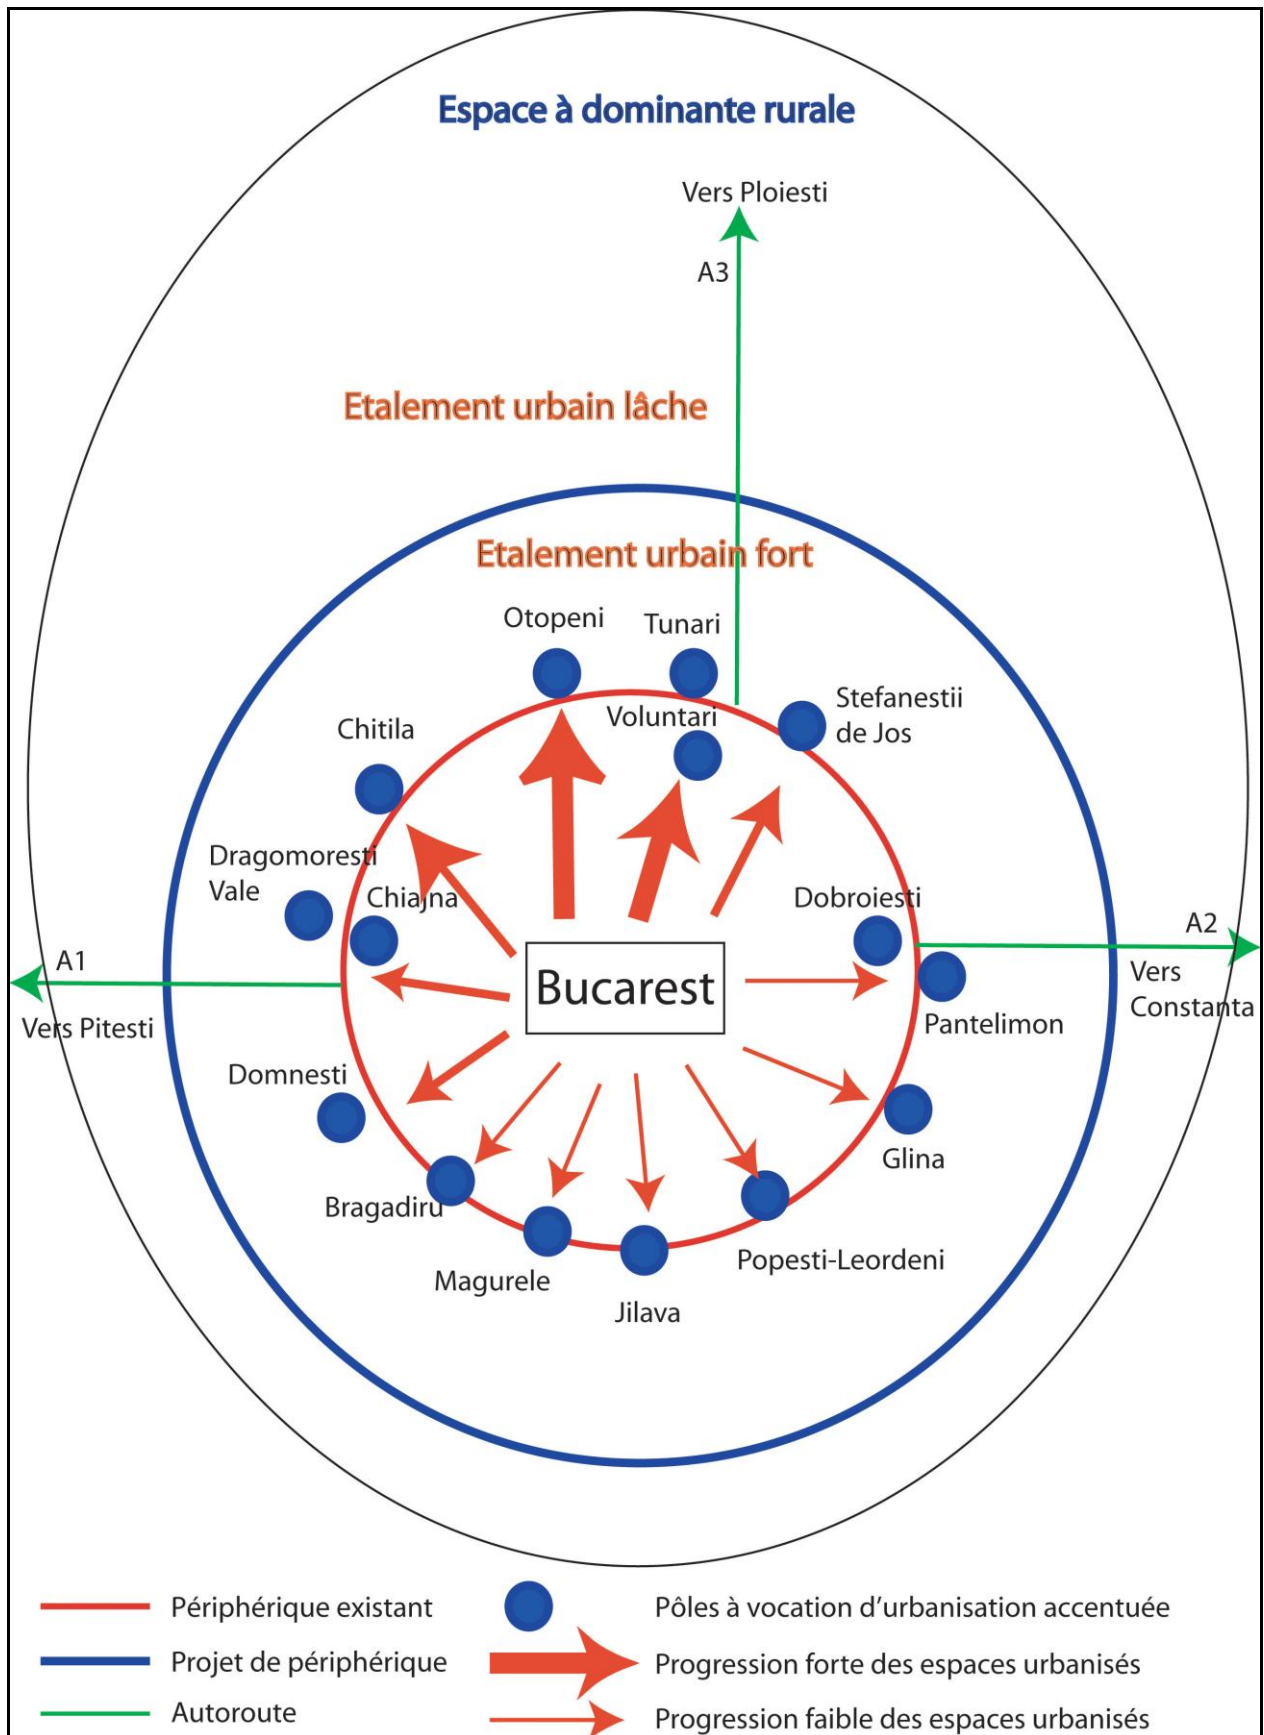 Espace à dominante rurale
Vers Ploiesti
A3
Etalement urbain lâche
Etalement urbain fort
Otopeni
Tunari
Stefanestii
de Jos
Voluntari
Chitila
Dragomoresti
Vale
Chiajna
Dobroiesti
A2
A1
Vers
Constanta
Bucarest
Vers Pitesti
Pantelimon
Domnesti
Glina
Bragadiru
Popesti-Leordeni
Magurele
Jilava
Périphérique existant
Pôles à vocation d'urbanisation accentuée
Projet de périphérique
Progression forte des espaces urbanisés
Autoroute
Progression faible des espaces urbanisés